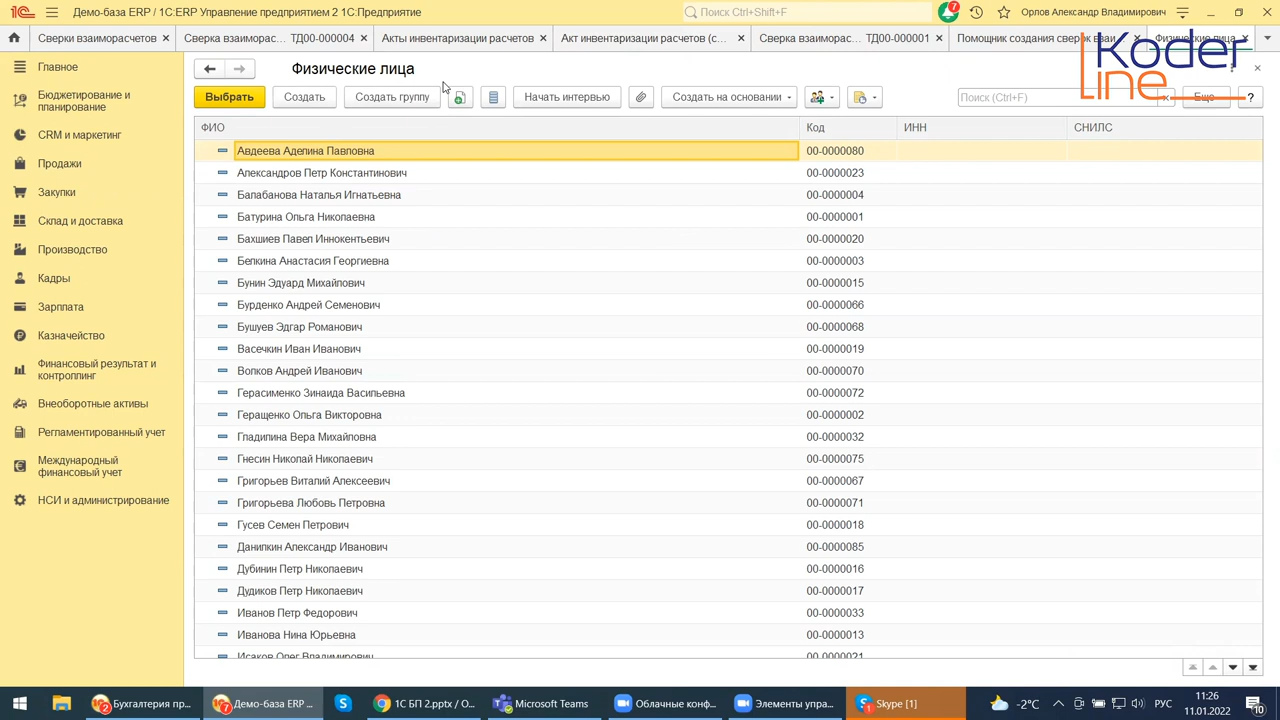 Демо-база ERP / 1С:ERP Управление предприятием 2 1С:Предприятие
Поиск Ctrl+Shift+F
7
Орлов Александр Владимирович
Сверки взаиморасчетов
Сверка взаиморас... ТД00-000004
Акты инвентаризации расчетов
Акт инвентаризации расчетов (с...
Сверка взаиморас... ТД00-000001
Помощник создания сверок взаи
Физические лица
Koder
line
Главное
Бюджетирование и
планирование
CRM и маркетинг
Продажи
Закупки
Склад и доставка
Производство
Кадры
Зарплата
Казначейство
Финансовый результат и
контроллинг
Внеоборотные активы
Регламентированный учет
Международный
финансовый учет
НСИ и администрирование
Физические лица
Выбрать
Создать
Создать группу
Начать интервью
Создать на основании
Поиск (Ctrl+F)
Еще
?
ФИО Код ИНН СНИЛС
Авдеева Аделина Павловна 00-0000080
Александров Петр Константинович 00-0000023
Балабанова Наталья Игнатьевна 00-0000004
Батурина Ольга Николаевна 00-0000001
Бахшиев Павел Иннокентьевич 00-0000020
Белкина Анастасия Георгиевна 00-0000003
Бунин Эдуард Михайлович 00-0000015
Бурденко Андрей Семенович 00-0000066
Бушуев Эдгар Романович 00-0000068
Васечкин Иван Иванович 00-0000019
Волков Андрей Иванович 00-0000070
Герасименко Зинаида Васильевна 00-0000072
Геращенко Ольга Викторовна 00-0000002
Гладилина Вера Михайловна 00-0000032
Гнесин Николай Николаевич 00-0000075
Григорьев Виталий Алексеевич 00-0000067
Григорьева Любовь Петровна 00-0000071
Гусев Семен Петрович 00-0000018
Данилкин Александр Иванович 00-0000085
Дубинин Петр Николаевич 00-0000016
Дудиков Петр Николаевич 00-0000017
Иванов Петр Федорович 00-0000033
Иванова Нина Юрьевна 00-0000013
Исаков Олег Владимирович 00-0000021
Бухгалтерия пр...
Демо-база ERP ...
1С БП 2.pptx / О...
Microsoft Teams
Облачные конф...
Элементы упра...
Skype [1]
-2°C
РУС
11:26
11.01.2022
10